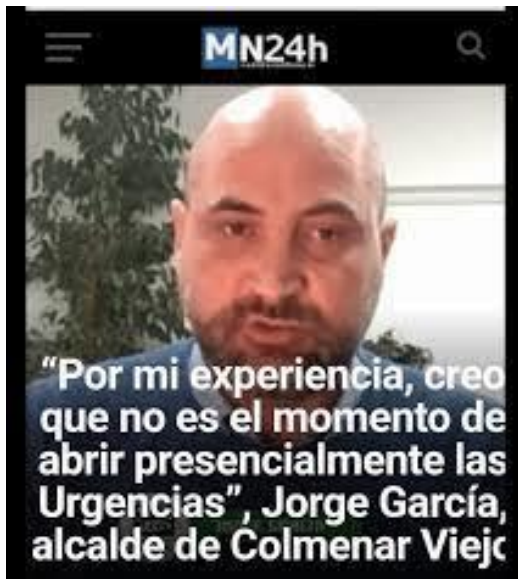 MN24h
“Por mi experiencia, creo
que no es el momento de
abrir presencialmente las
Urgencias”, Jorge García,
alcalde de Colmenar Viejo